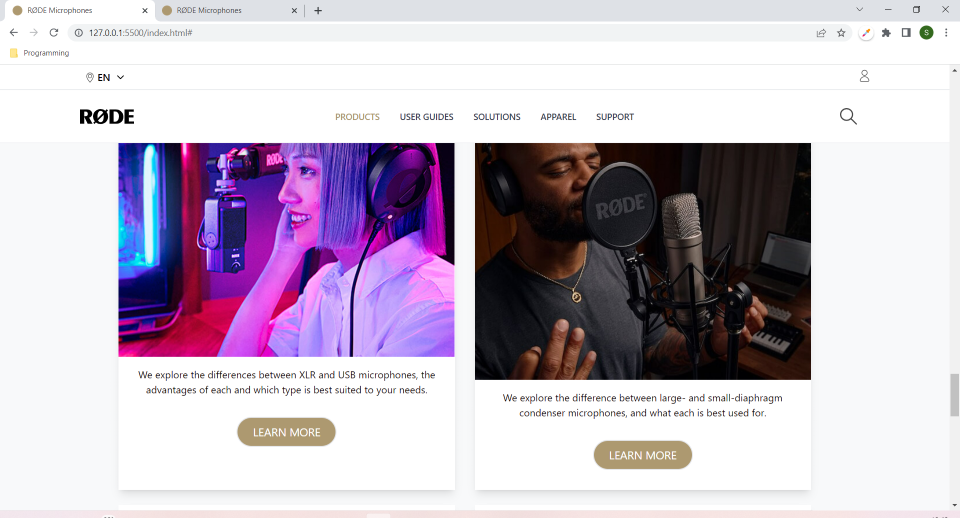 RØDE Microphones
RØDE Microphones
127.0.0.1:5500/index.html#
S
Programming
EN
RØDE
PRODUCTS
USER GUIDES
SOLUTIONS
APPAREL
SUPPORT
RØDE
RØDE
We explore the differences between XLR and USB microphones, the
advantages of each and which type is best suited to your needs.
LEARN MORE
We explore the difference between large- and small-diaphragm
condenser microphones, and what each is best used for.
LEARN MORE